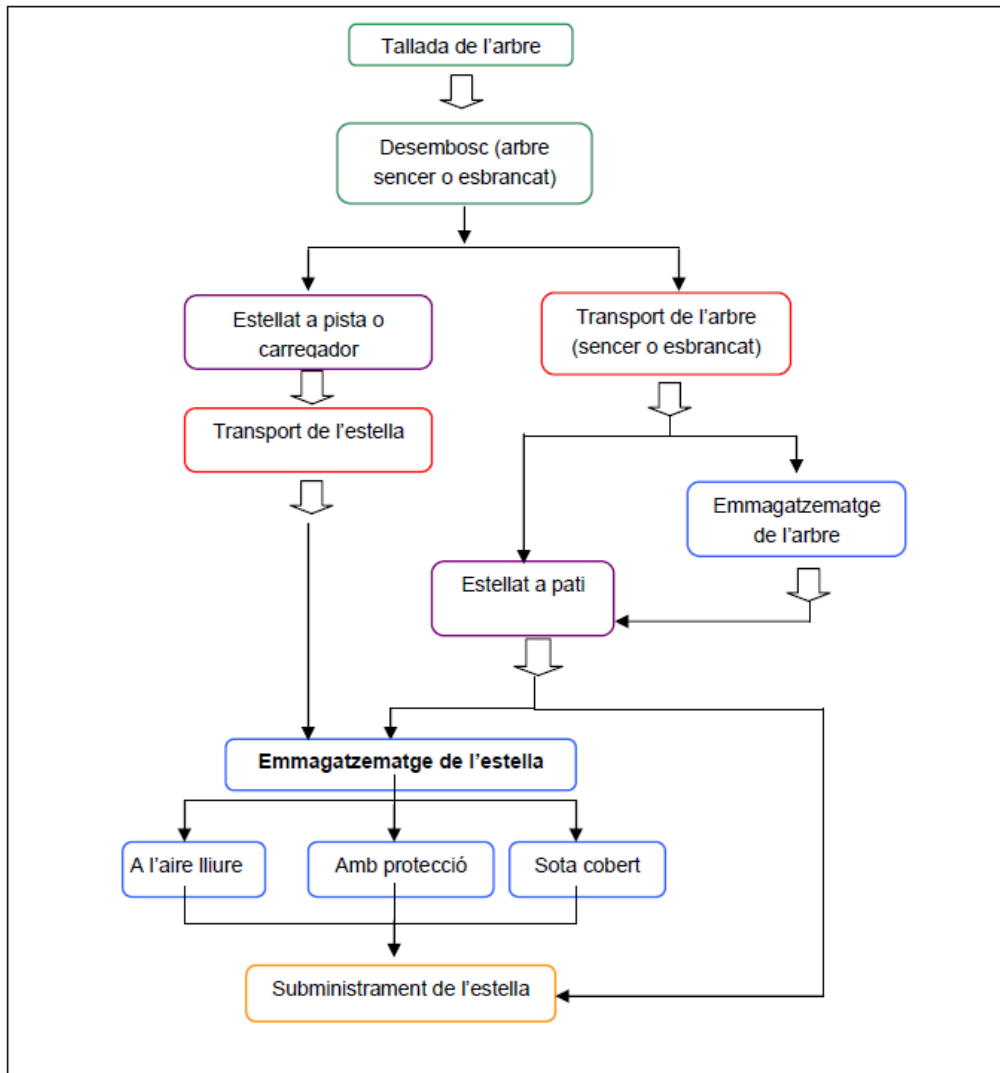 Tallada de l'arbre
Desembosc (arbre
sencer o esbrancat)
Estellat a pista o
carregador
Transport de l'arbre
(sencer o esbrancat)
Transport de l'estella
Emmagatzematge
de l'arbre
Estellat a pati
Emmagatzematge de l'estella
A l'aire lliure
Amb protecció
Sota cobert
Subministrament de l'estella